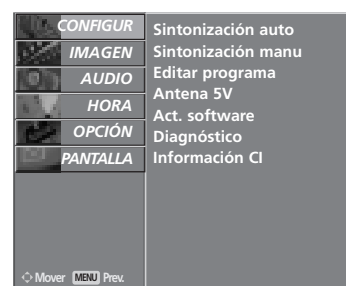 CONFIGUR
IMAGEN
AUDIO
HORA
OPCIÓN
PANTALLA
Sintonización auto
Sintonización manu
Editar programa
Antena 5V
Act. software
Diagnóstico
Información CI
Mover MENU Prev.